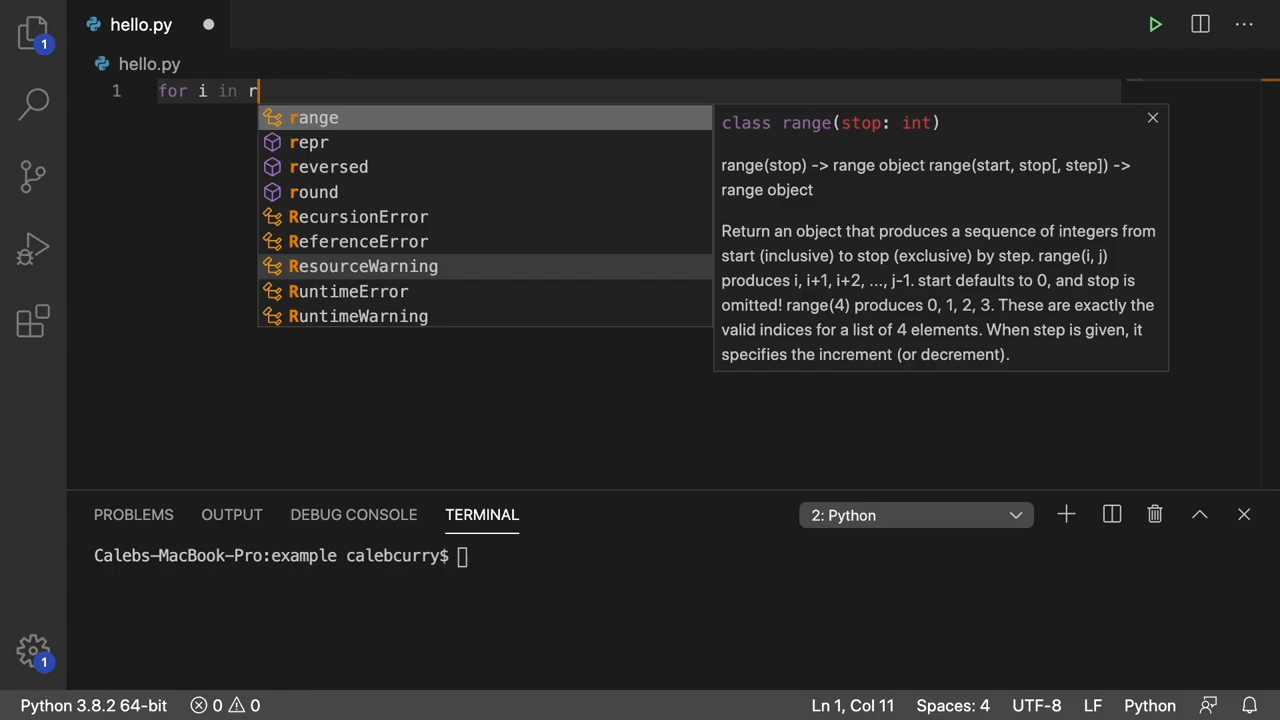 1
hello.py
hello.py
1 for i in r
range
repr
reversed
round
RecursionError
ReferenceError
ResourceWarning
RuntimeError
RuntimeWarning
class range(stop: int)
range(stop) -> range object range(start, stop[, step]) ->
range object
Return an object that produces a sequence of integers from
start (inclusive) to stop (exclusive) by step. range(i, j)
produces i, i+1, i+2, ..., j-1. start defaults to 0, and stop is
omitted! range(4) produces 0, 1, 2, 3. These are exactly the
valid indices for a list of 4 elements. When step is given, it
specifies the increment (or decrement).
PROBLEMS OUTPUT DEBUG CONSOLE TERMINAL 2: Python
Calebs-MacBook-Pro:example calebcurry$
1
Python 3.8.2 64-bit 0 0 Ln 1, Col 11 Spaces: 4 UTF-8 LF Python